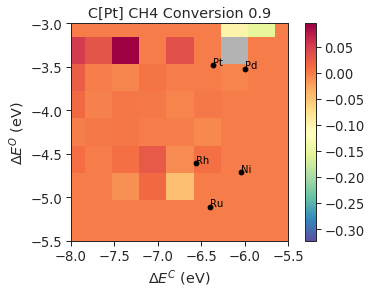 C[Pt] CH4 Conversion 0.9
−3.0
−3.5
−4.0
−4.5
−5.0
−5.5
ΔE^O (eV)
Pt
Pd
Rh
Ni
Ru
−8.0 −7.5 −7.0 −6.5 −6.0 −5.5
ΔE^C (eV)
0.05
0.00
−0.05
−0.10
−0.15
−0.20
−0.25
−0.30